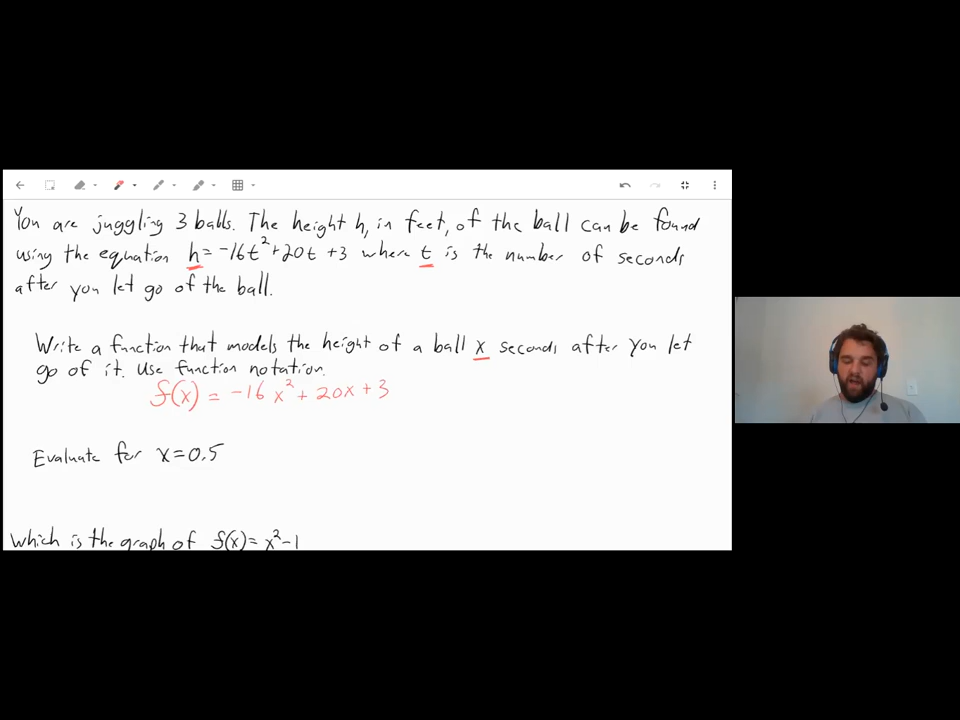 You are juggling 3 balls. The height h, in feet, of the ball can be found
using the equation h = -16t² + 20t + 3 where t is the number of seconds
after you let go of the ball.
Write a function that models the height of a ball x seconds after you let
go of it. Use function notation.
f(x) = -16x² + 20x + 3
Evaluate for x = 0.5
Which is the graph of f(x) = x² - 1